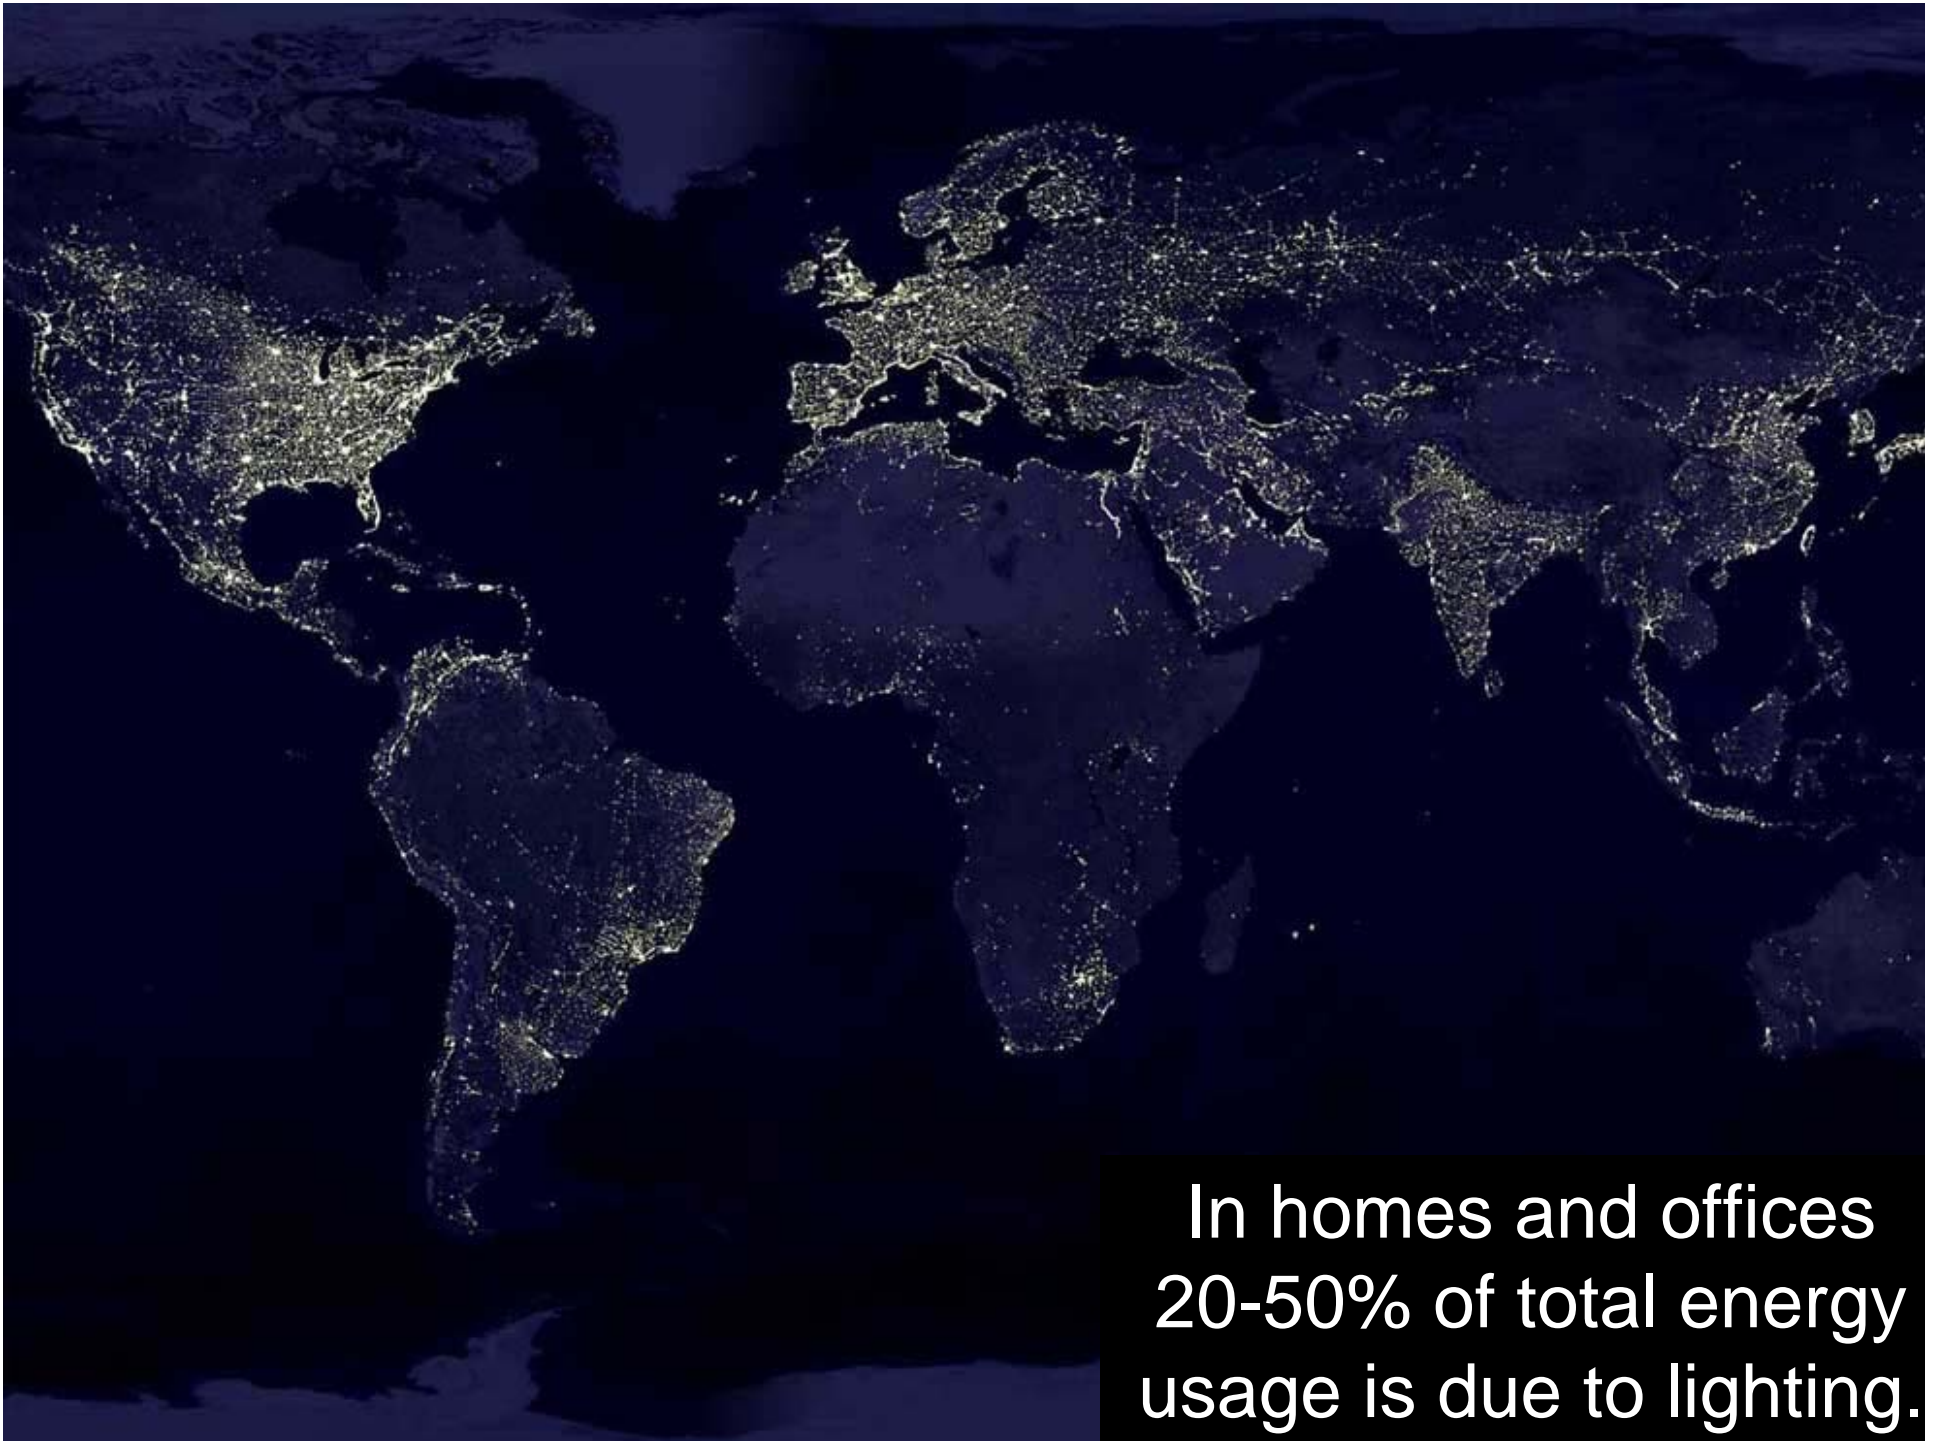 In homes and offices
20-50% of total energy
usage is due to lighting.